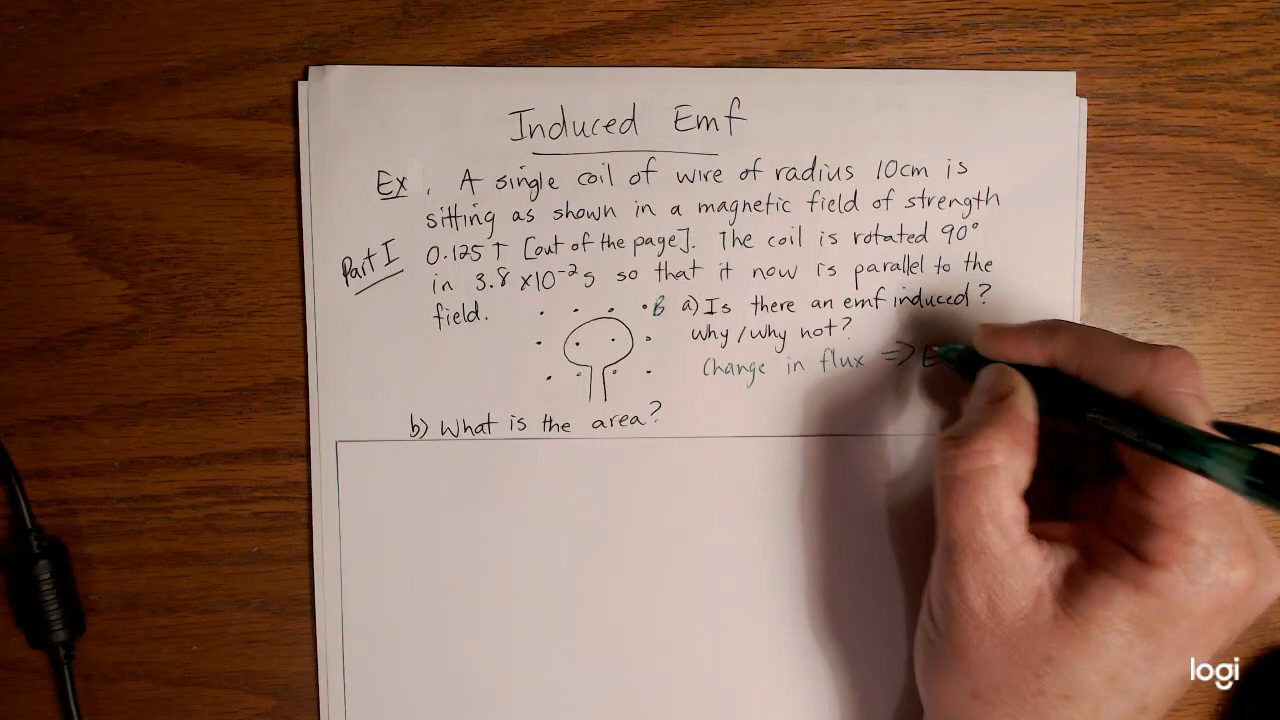 Induced Emf
Ex. A single coil of wire of radius 10cm is
sitting as shown in a magnetic field of strength
Part I
0.125 T [out of the page]. The coil is rotated 90°
in 3.8 x10⁻² s so that it now is parallel to the
field.
B
a) Is there an emf induced?
why/why not?
Change in flux => E
b) What is the area?
logi